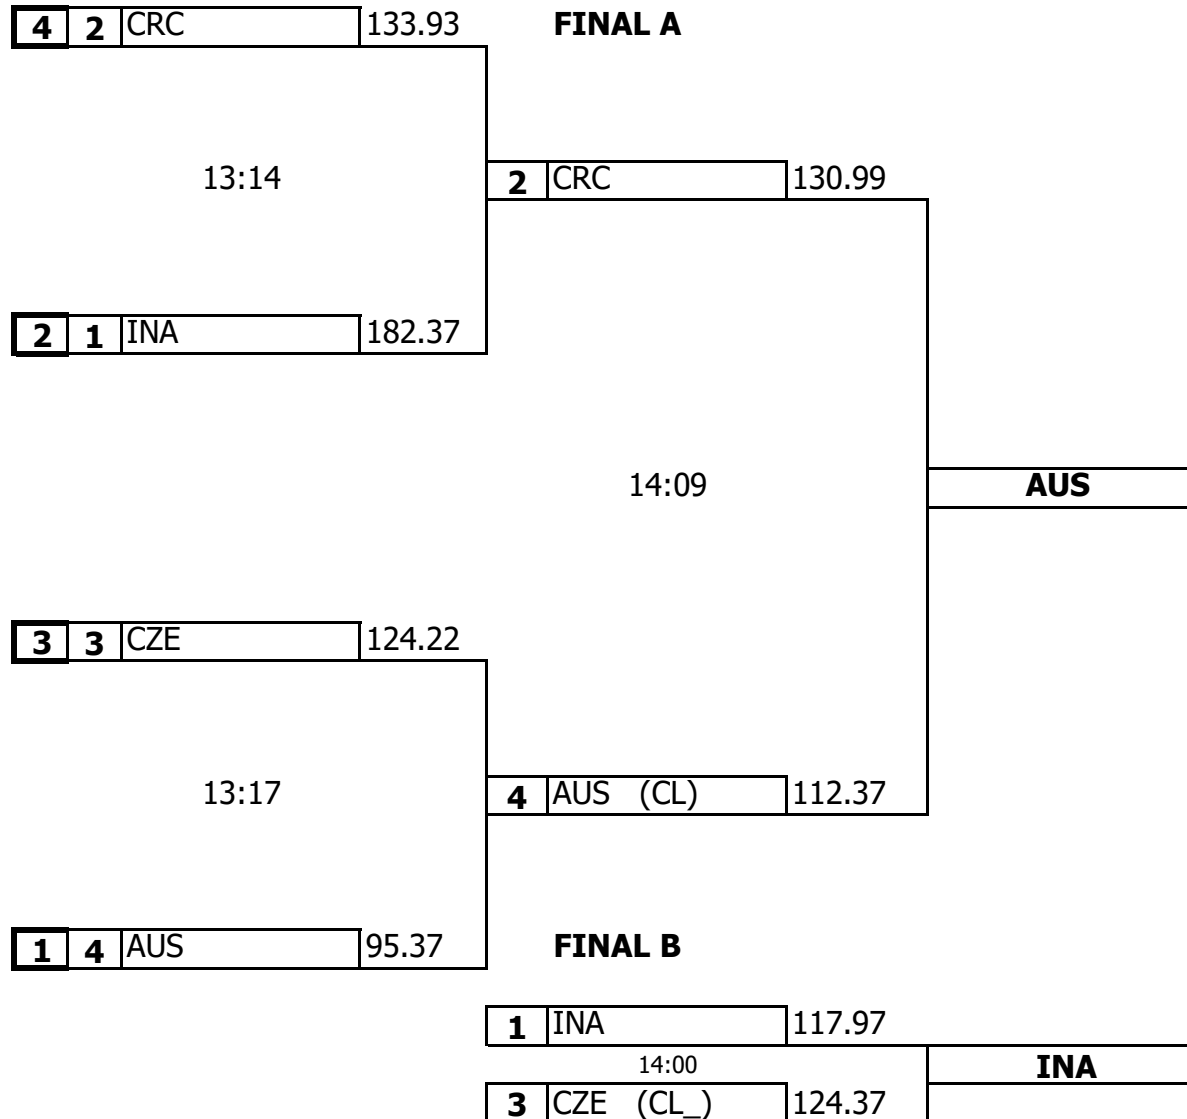 4 2 CRC 133.93 FINAL A
13:14 2 CRC 130.99
2 1 INA 182.37
14:09 AUS
3 3 CZE 124.22
13:17 4 AUS (CL) 112.37
1 4 AUS 95.37 FINAL B
1 INA 117.97
14:00 INA
3 CZE (CL_) 124.37